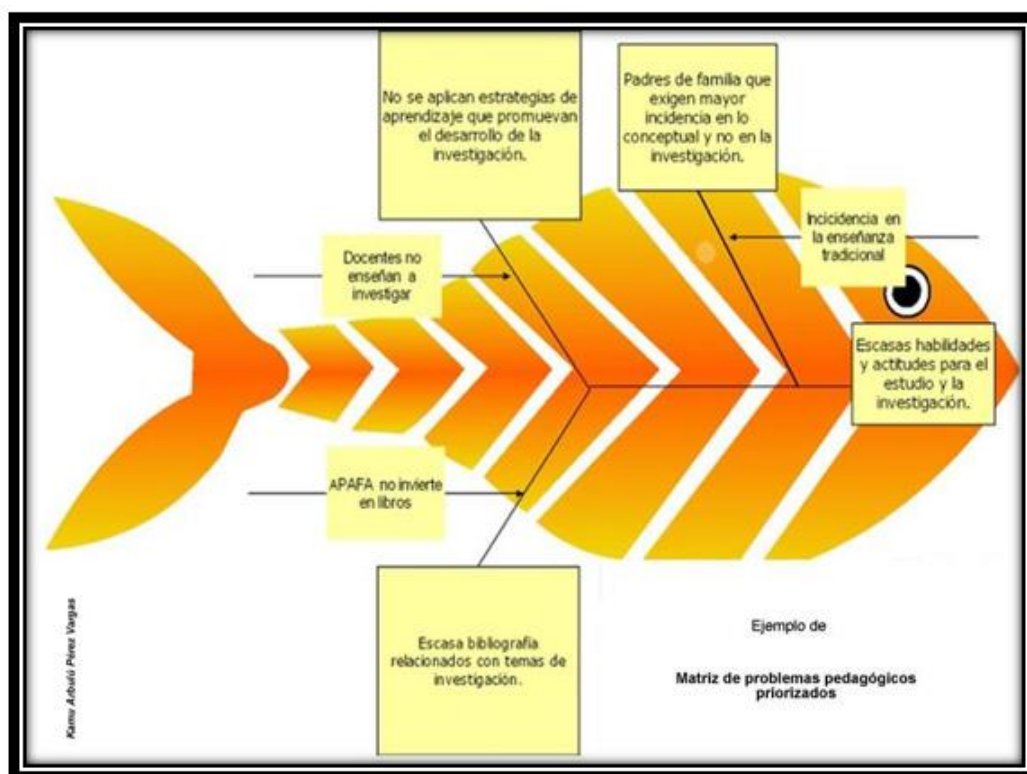 No se aplican estrategias de
aprendizaje que promuevan
el desarrollo de la
investigación.
Padres de familia que
exigen mayor
incidencia en lo
conceptual y no en la
investigación.
Incicidencia en
la enseñanza
tradicional
Docentes no
enseñan a
investigar
Escasas habilidades
y actitudes para el
estudio y la
investigación.
APAFA no invierte
en libros
Escasa bibliografía
relacionados con temas de
investigación.
Ejemplo de
Matriz de problemas pedagógicos
priorizados
Kamu Arbulú Pérez Vargas